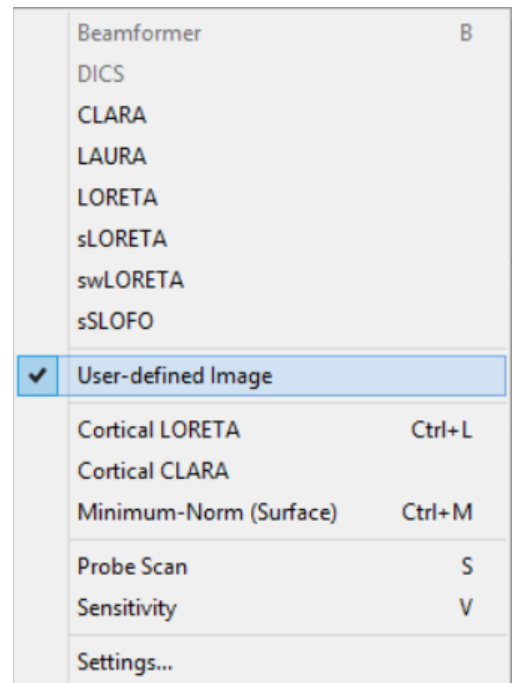 Beamformer B
DICS
CLARA
LAURA
LORETA
sLORETA
swLORETA
sSLOFO
User-defined Image
Cortical LORETA Ctrl+L
Cortical CLARA
Minimum-Norm (Surface) Ctrl+M
Probe Scan S
Sensitivity V
Settings...